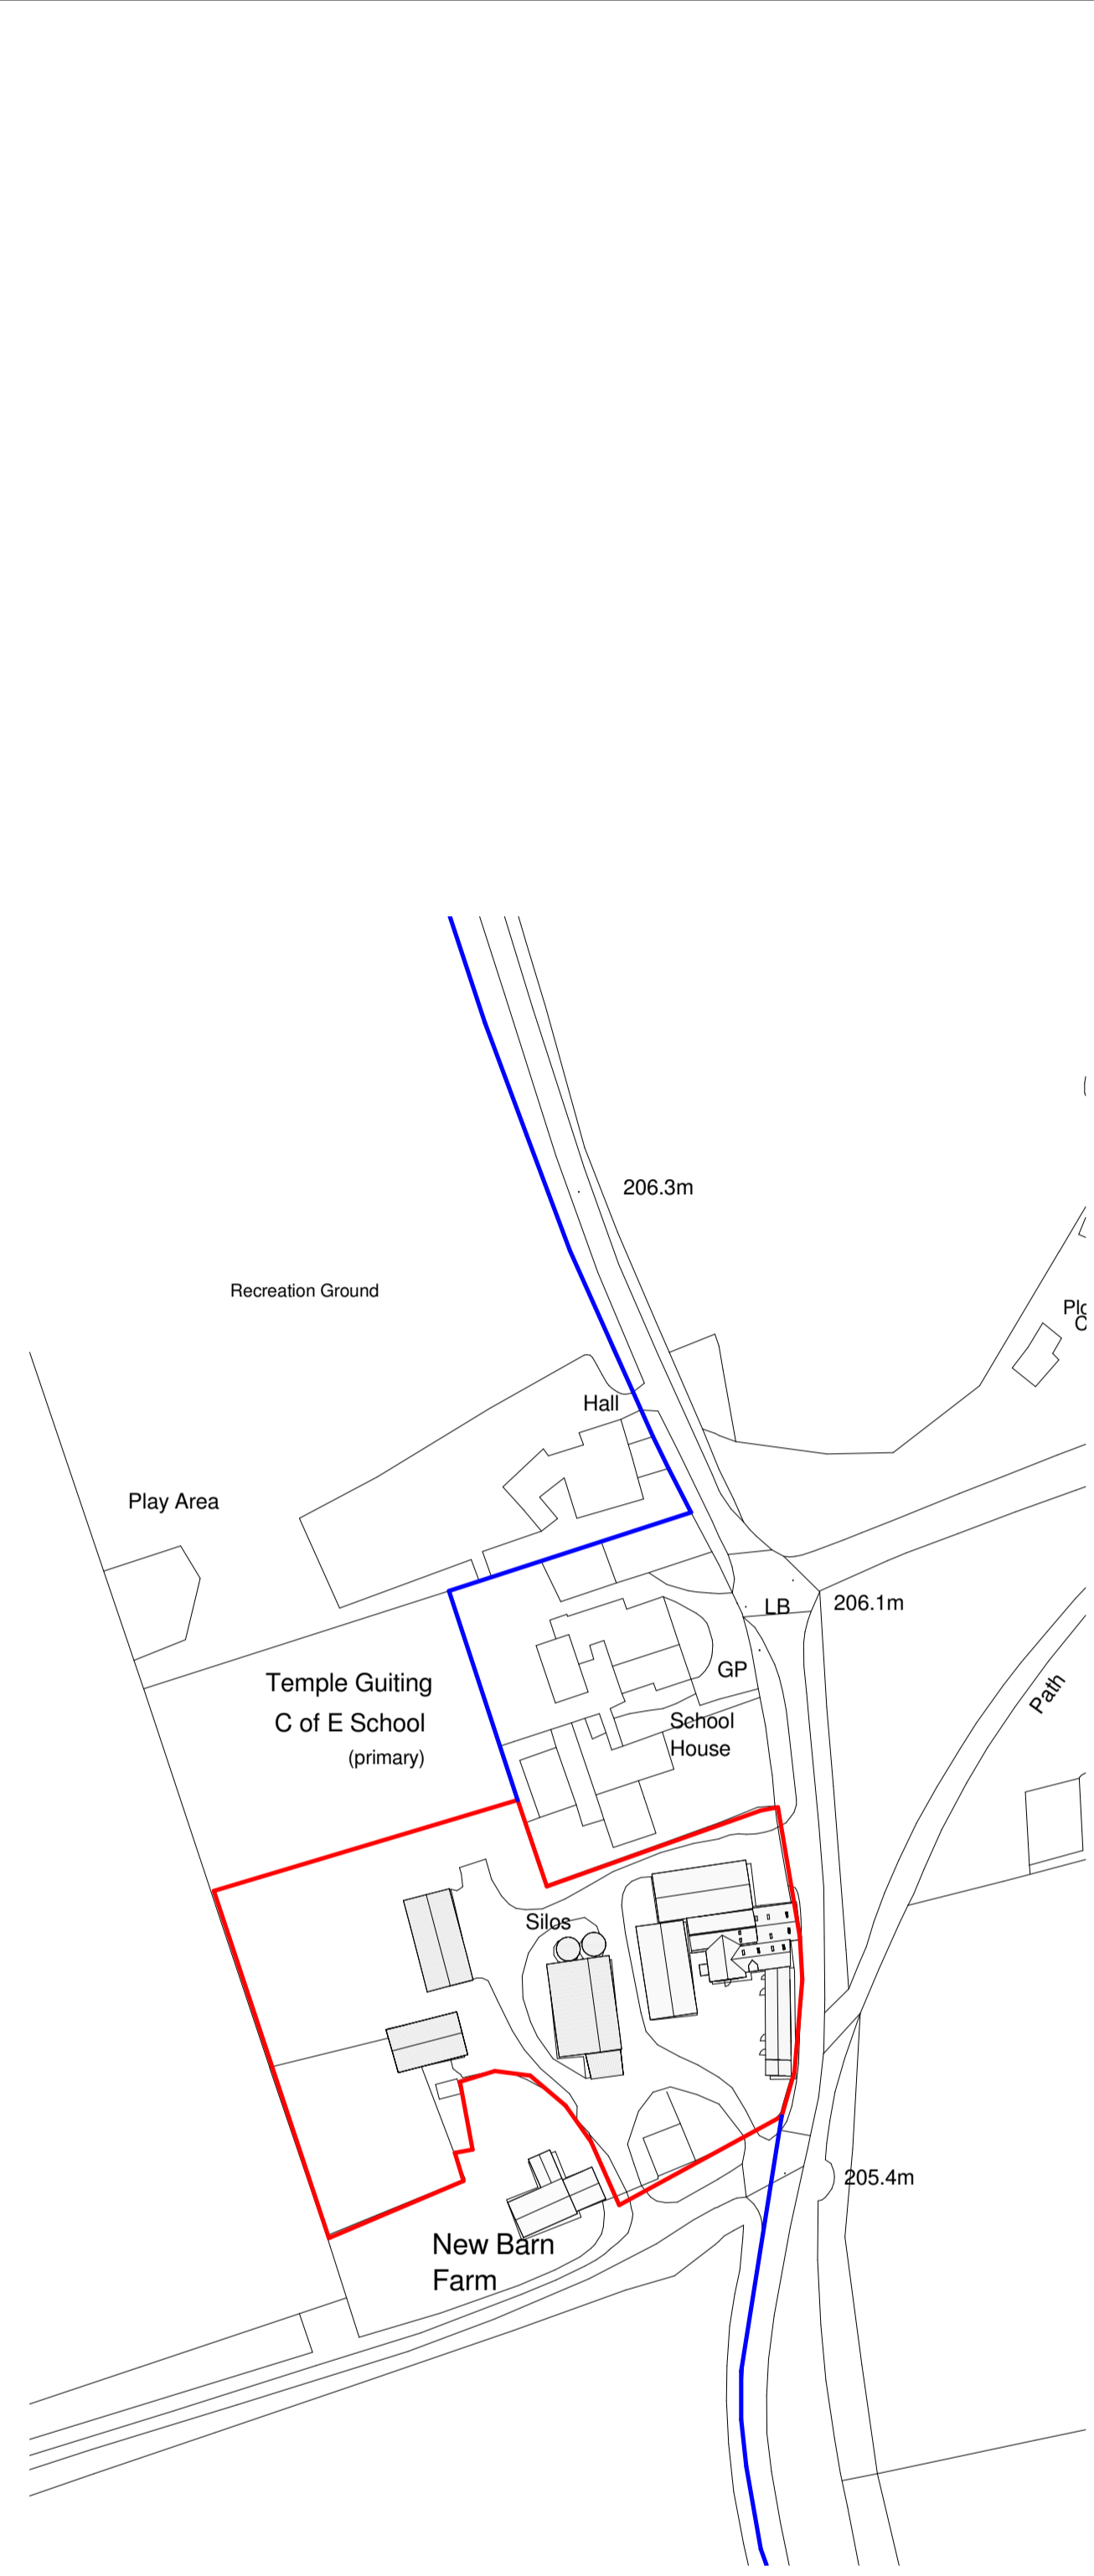 206.3m
Recreation Ground
Hall
Play Area
LB
206.1m
Temple Guiting
C of E School
(primary)
GP
School
House
Path
Silos
205.4m
New Barn
Farm